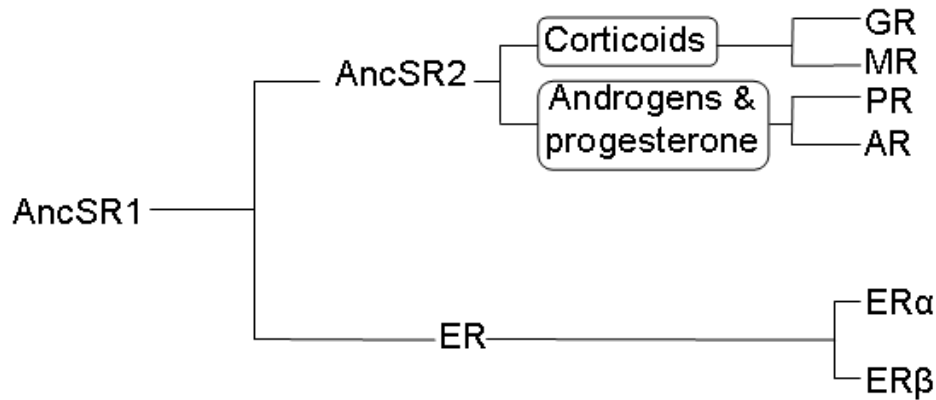 GR
Corticoids
MR
AncSR2
Androgens &
progesterone
PR
AR
AncSR1
ERα
ER
ERβ